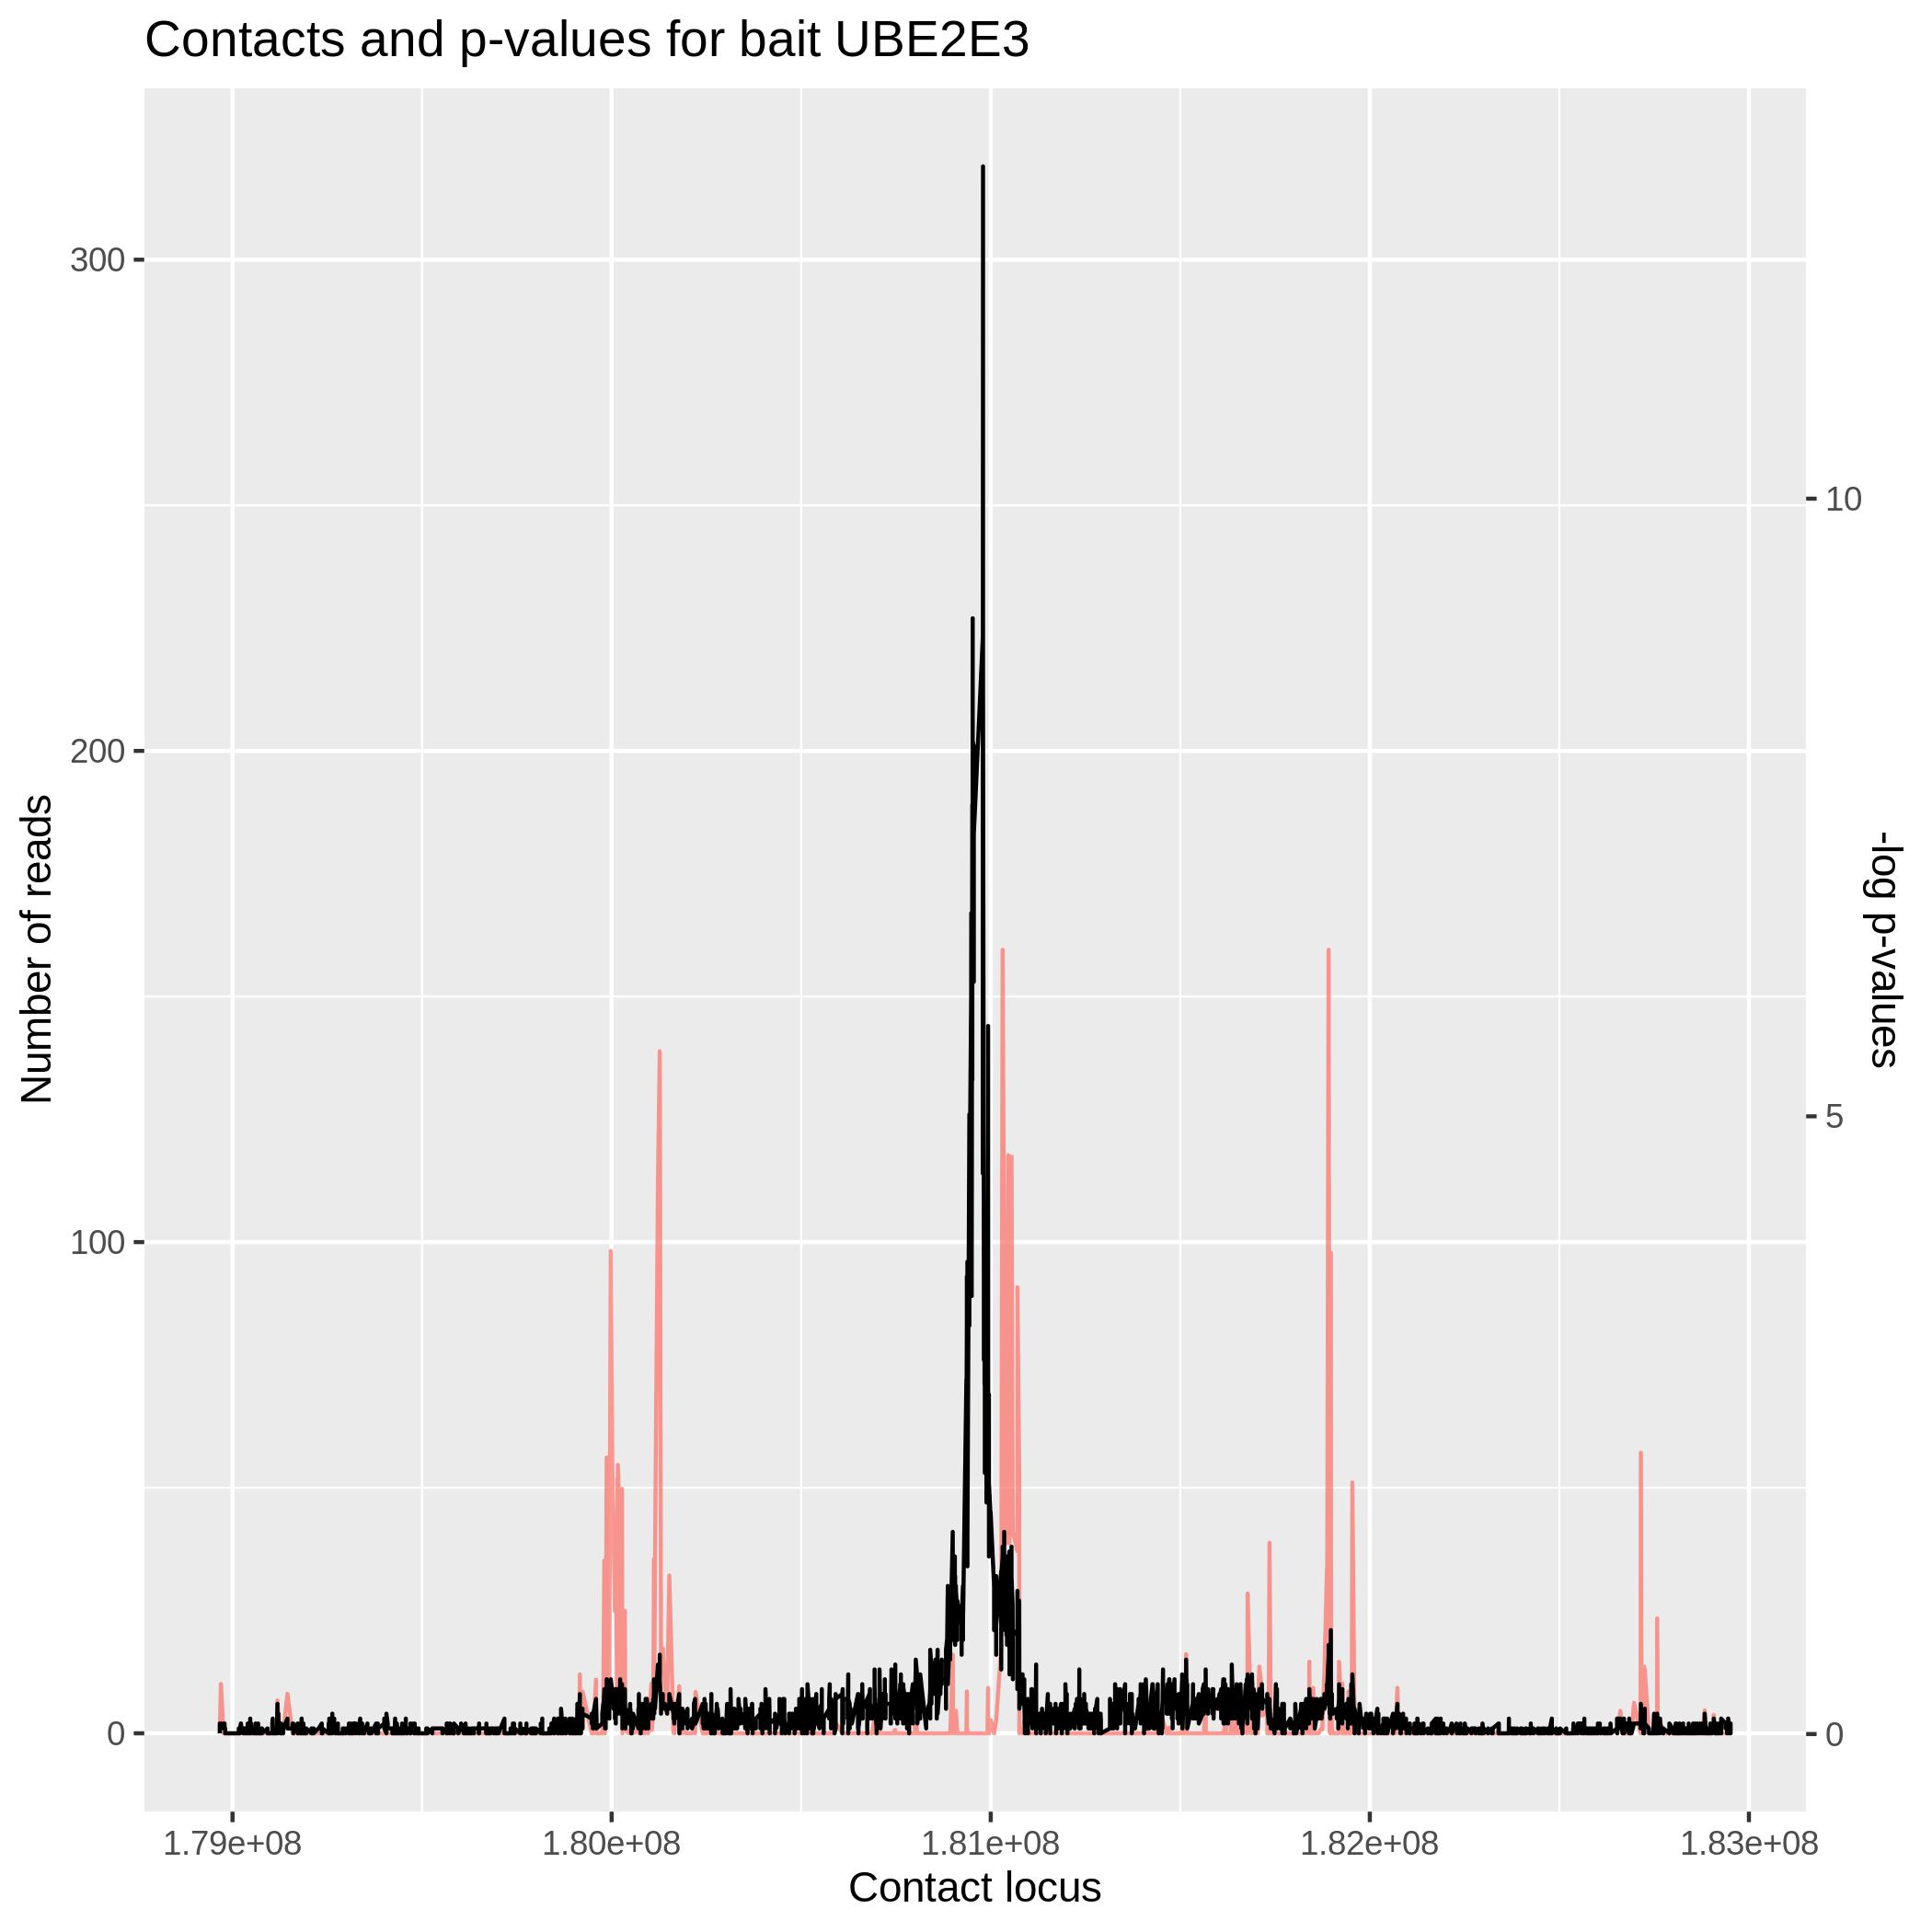 Contacts and p-values for bait UBE2E3
300
200
100
0
Number of reads
10
5
0
-log p-values
1.79e+08
1.80e+08
1.81e+08
1.82e+08
1.83e+08
Contact locus